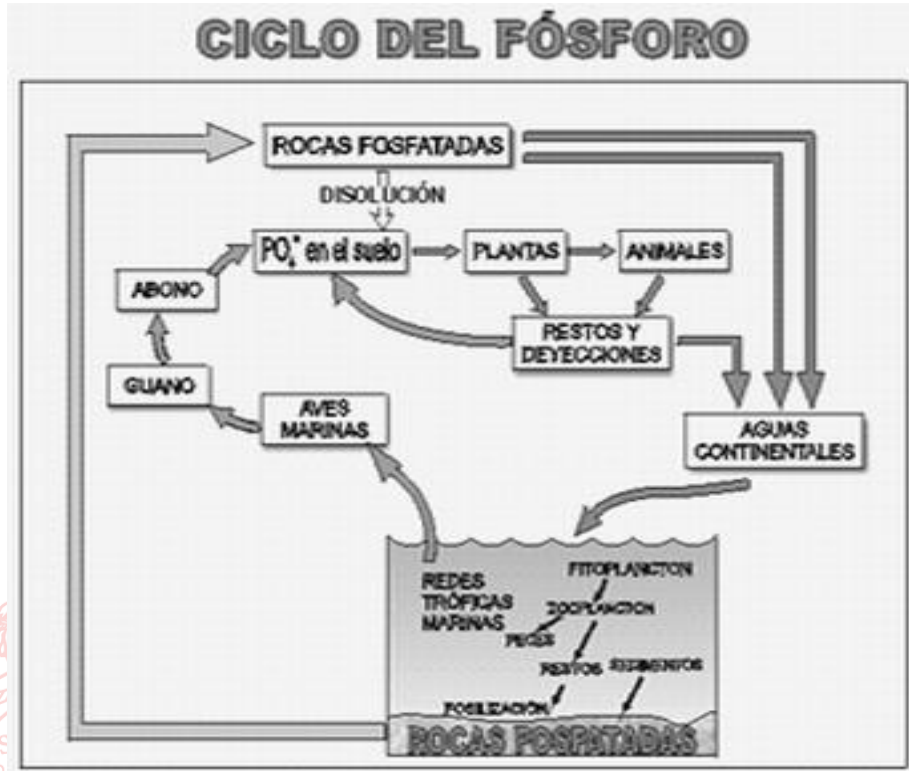 CICLO DEL FÓSFORO
ROCAS FOSFATADAS
DISOLUCIÓN
PO₄⁼ en el suelo
PLANTAS
ANIMALES
ABONO
RESTOS Y
DEYECCIONES
GUANO
AVES
MARINAS
AGUAS
CONTINENTALES
REDES
TRÓFICAS
MARINAS
FITOPLANCTON
ZOOPLANCTON
PECES
RESTOS
SEDIMENTOS
FOSILIZACIÓN
ROCAS FOSFATADAS